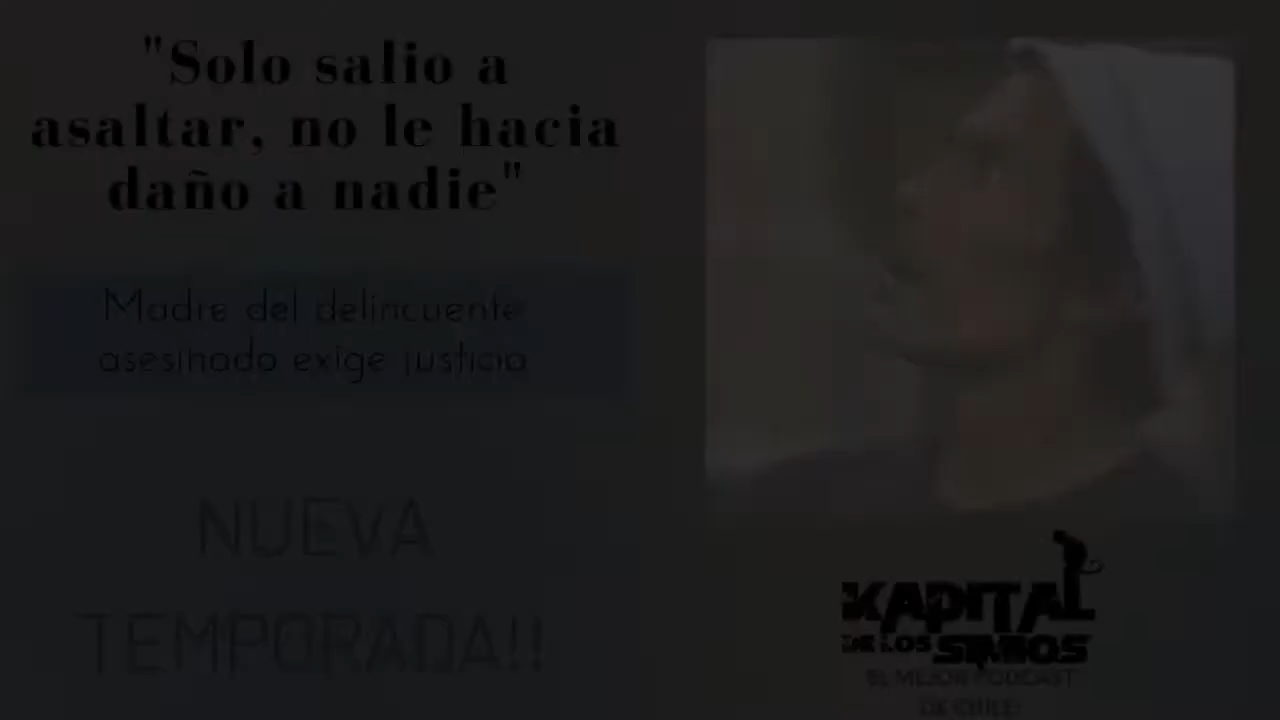 "Solo salio a
asaltar, no le hacia
daño a nadie"
Madre del delincuente
asesinado exige justicia
NUEVA
TEMPORADA!!
KAPITAL
DE LOS
EL MEJOR PODCAST
DE CHILE